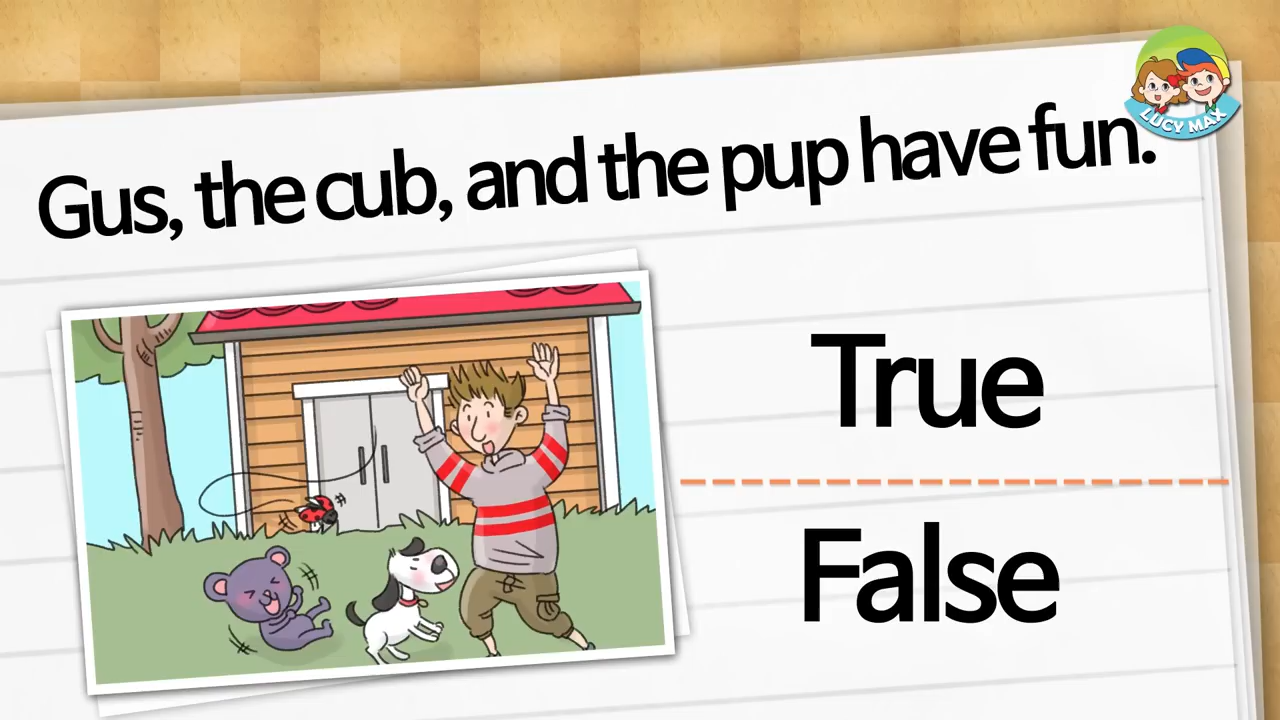 LUCY MAX
Gus, the cub, and the pup have fun.
True
False